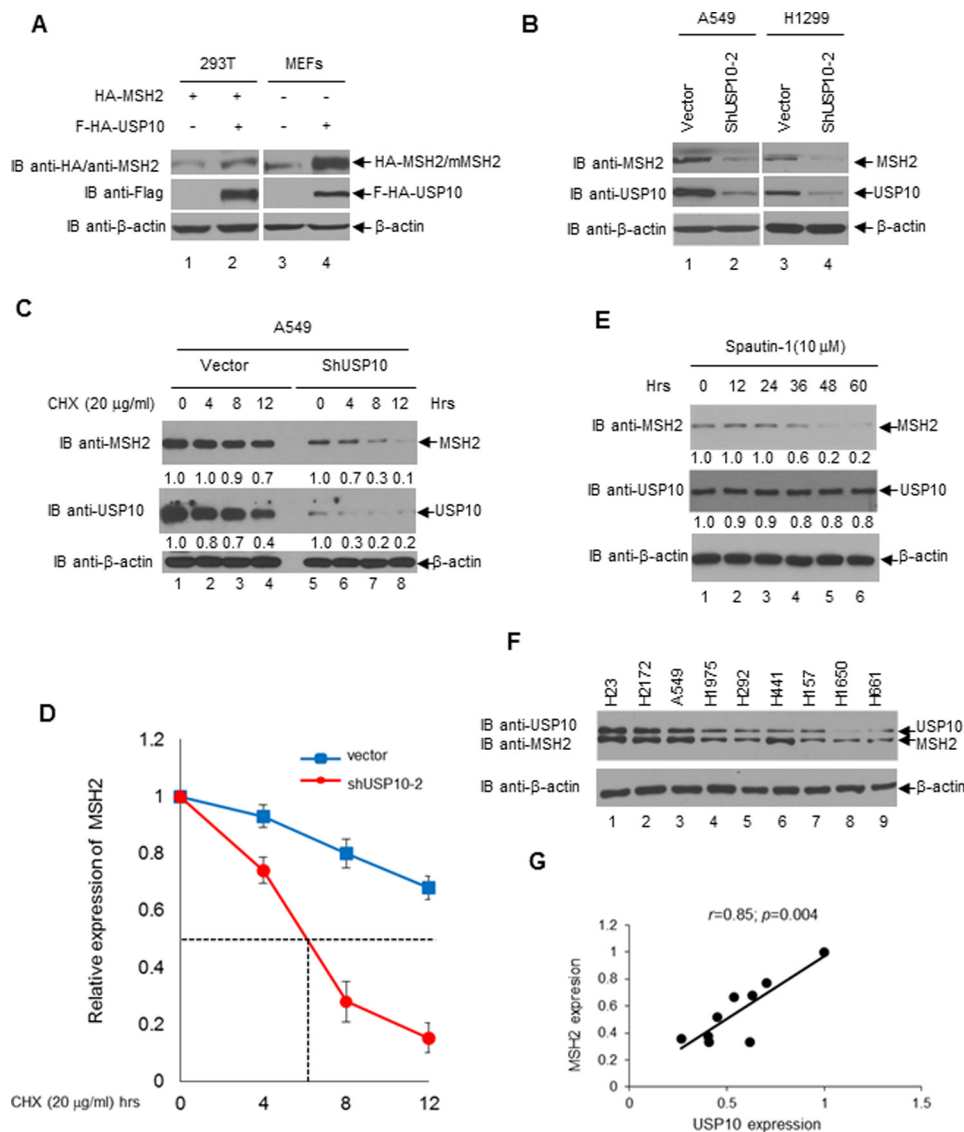 A
293T MEFs
HA-MSH2 + + - -
F-HA-USP10 - + - +
IB anti-HA/anti-MSH2 HA-MSH2/mMSH2
IB anti-Flag F-HA-USP10
IB anti-β-actin β-actin
1 2 3 4
B
A549 H1299
Vector ShUSP10-2 Vector ShUSP10-2
IB anti-MSH2 MSH2
IB anti-USP10 USP10
IB anti-β-actin β-actin
1 2 3 4
C
A549
Vector ShUSP10
CHX (20 μg/ml) 0 4 8 12 0 4 8 12 Hrs
IB anti-MSH2 MSH2
1.0 1.0 0.9 0.7 1.0 0.7 0.3 0.1
IB anti-USP10 USP10
1.0 0.8 0.7 0.4 1.0 0.3 0.2 0.2
IB anti-β-actin β-actin
1 2 3 4 5 6 7 8
E
Spautin-1(10 μM)
Hrs 0 12 24 36 48 60
IB anti-MSH2 MSH2
1.0 1.0 1.0 0.6 0.2 0.2
IB anti-USP10 USP10
1.0 0.9 0.9 0.8 0.8 0.8
IB anti-β-actin β-actin
1 2 3 4 5 6
D
Relative expression of MSH2
1.2
1
0.8
0.6
0.4
0.2
0
vector
shUSP10-2
0 4 8 12
CHX (20 μg/ml) hrs
F
H23 H2172 A549 H1975 H292 H441 H157 H1650 H661
IB anti-USP10 USP10
IB anti-MSH2 MSH2
IB anti-β-actin β-actin
1 2 3 4 5 6 7 8 9
G
r=0.85; p=0.004
MSH2 expresion
1.2
1
0.8
0.6
0.4
0.2
0
0 0.5 1 1.5
USP10 expression